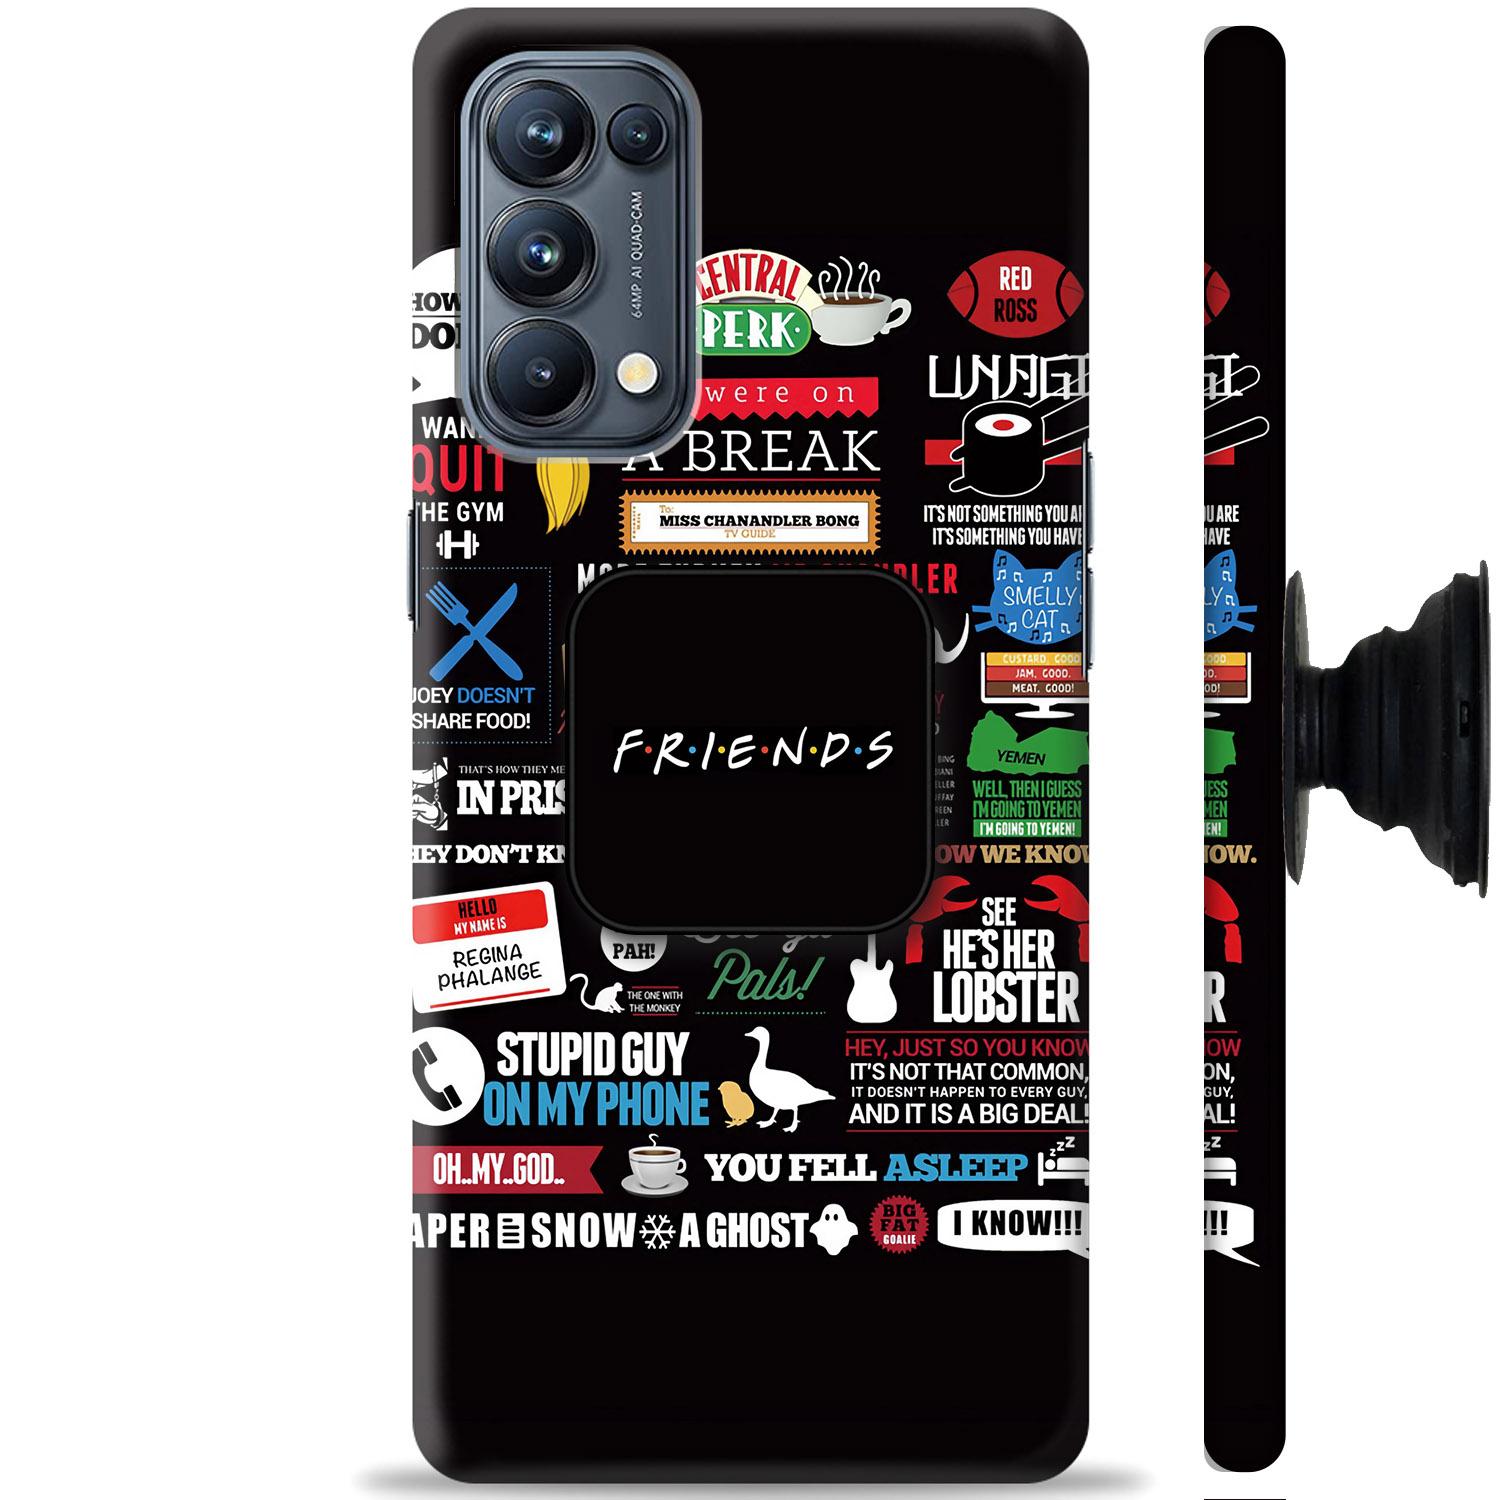 64MP AI QUAD-CAM
CENTRAL
PERK
RED
ROSS
UNAGI
were on
A BREAK
QUIT
THE GYM
To:
MISS CHANANDLER BONG
TV GUIDE
IT'S NOT SOMETHING YOU ARE
IT'S SOMETHING YOU HAVE
SMELLY
CAT
CUSTARD, GOOD
JAM, GOOD.
MEAT, GOOD!
JOEY DOESN'T
SHARE FOOD!
F·R·I·E·N·D·S
YEMEN
WELL, THEN I GUESS
I'M GOING TO YEMEN
I'M GOING TO YEMEN!
THAT'S HOW THEY ME
IN PRIS
HEY DON'T KN
OW WE KNOW
HELLO
MY NAME IS
REGINA
PHALANGE
PAH!
THE ONE WITH
THE MONKEY
Pals!
SEE
HE'S HER
LOBSTER
STUPID GUY
ON MY PHONE
HEY, JUST SO YOU KNOW
IT'S NOT THAT COMMON,
IT DOESN'T HAPPEN TO EVERY GUY,
AND IT IS A BIG DEAL!
OH..MY..GOD..
YOU FELL ASLEEP
zzZ
APER SNOW A GHOST
BIG
FAT
GOALIE
I KNOW!!!